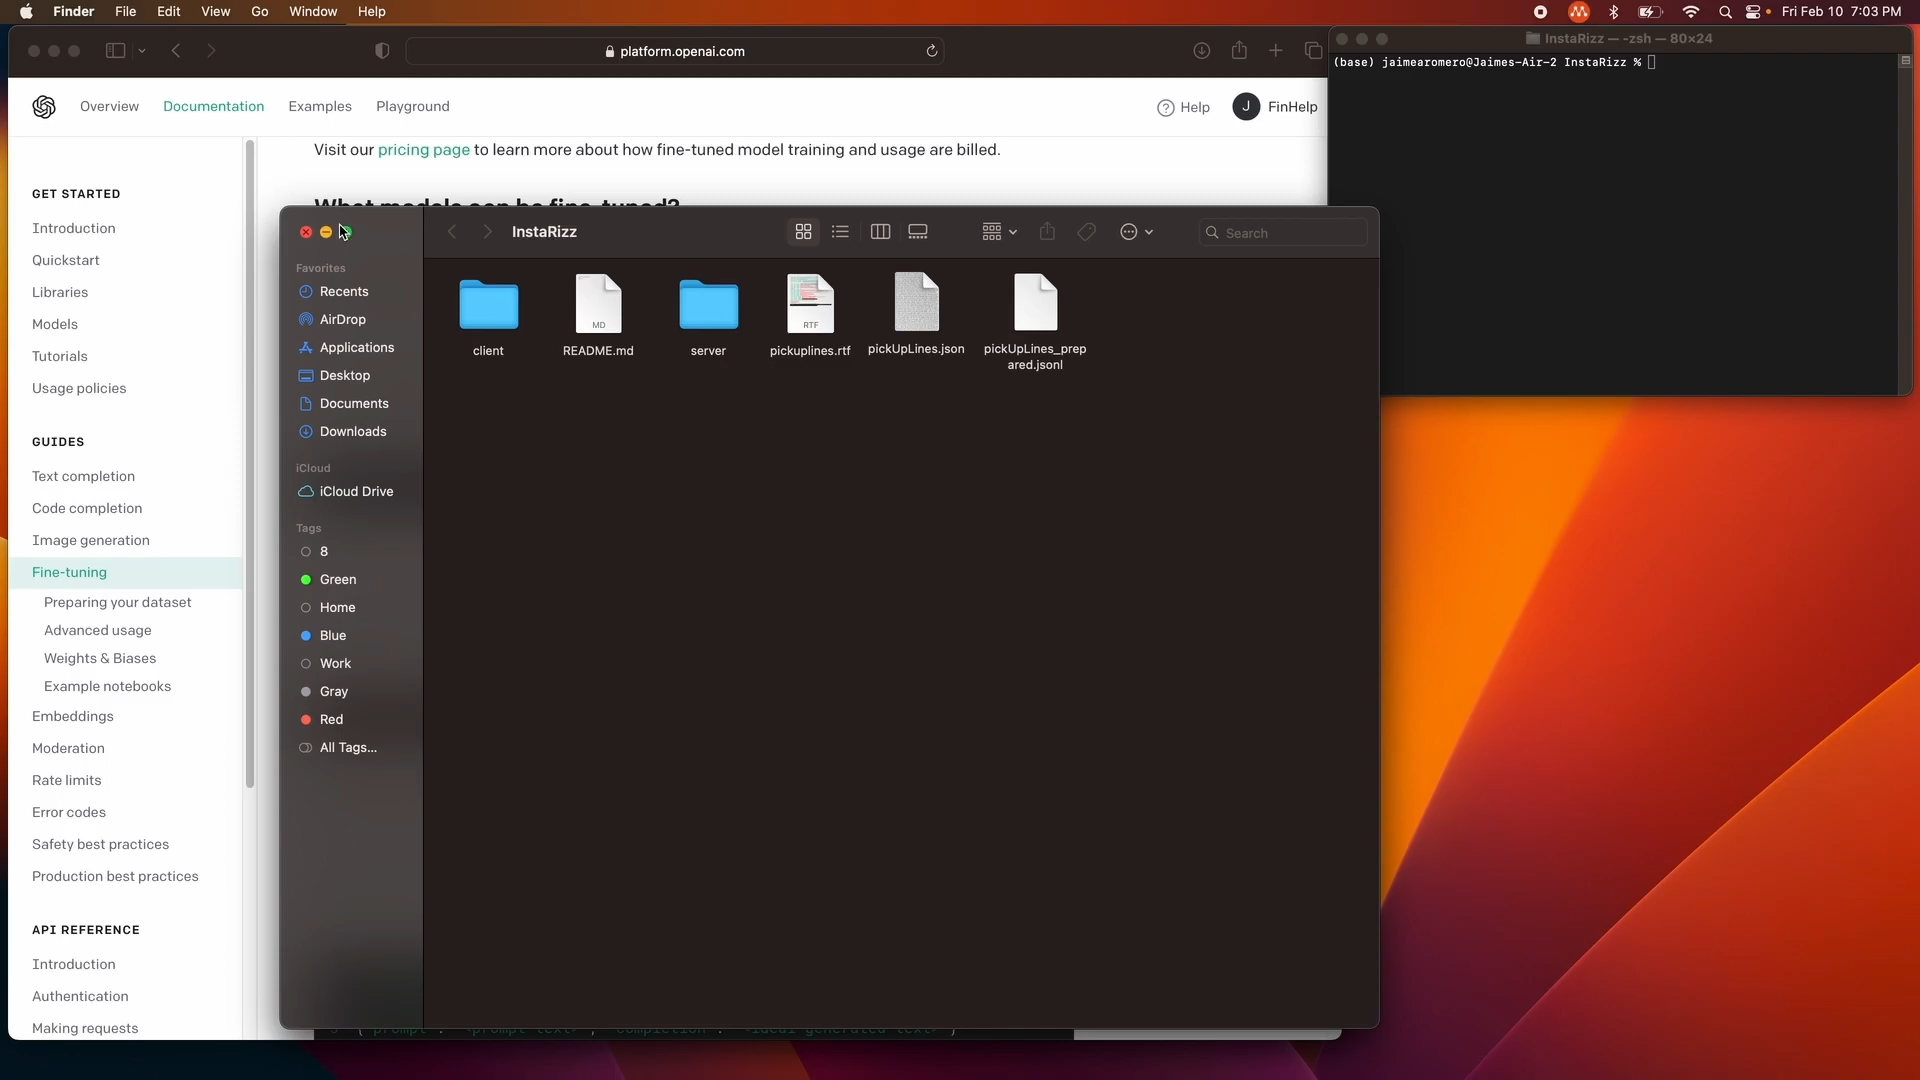 Finder File Edit View Go Window Help
Fri Feb 10 7:03 PM
platform.openai.com
InstaRizz — -zsh — 80×24
(base) jaimearomero@Jaimes-Air-2 InstaRizz %
Overview Documentation Examples Playground
Help J FinHelp
Visit our pricing page to learn more about how fine-tuned model training and usage are billed.
What models can be fine-tuned?
GET STARTED
Introduction
Quickstart
Libraries
Models
Tutorials
Usage policies
GUIDES
Text completion
Code completion
Image generation
Fine-tuning
Preparing your dataset
Advanced usage
Weights & Biases
Example notebooks
Embeddings
Moderation
Rate limits
Error codes
Safety best practices
Production best practices
API REFERENCE
Introduction
Authentication
Making requests
InstaRizz
Search
Favorites
Recents
AirDrop
Applications
Desktop
Documents
Downloads
iCloud
iCloud Drive
Tags
8
Green
Home
Blue
Work
Gray
Red
All Tags...
MD
RTF
client
README.md
server
pickuplines.rtf
pickUpLines.json
pickUpLines_prep
ared.jsonl